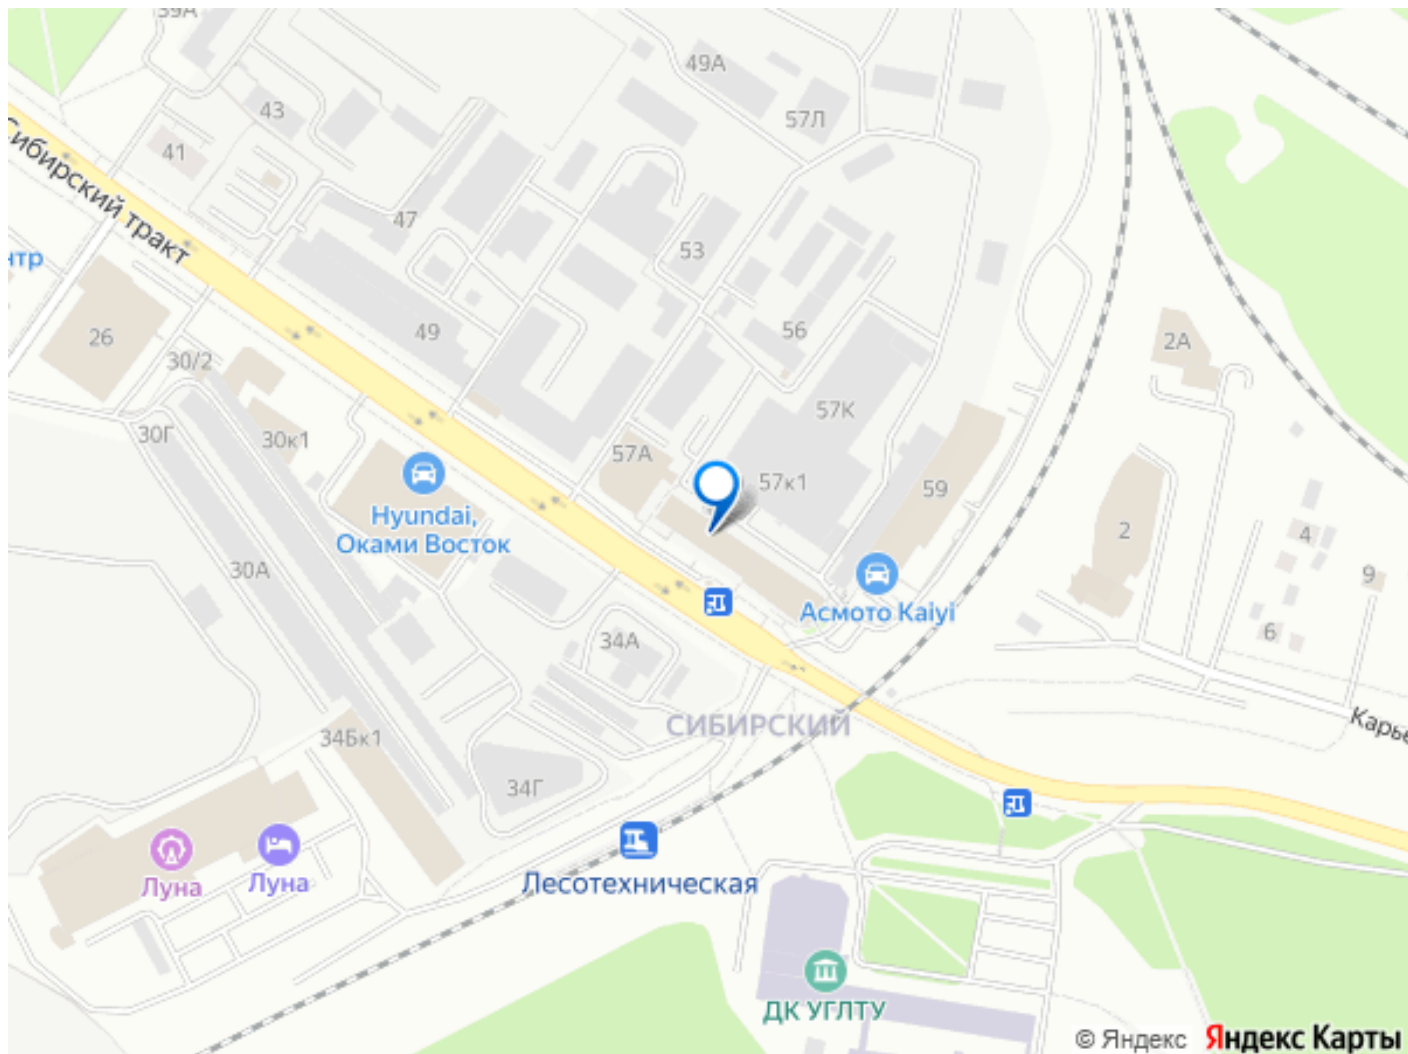 39А
49А
43
57Л
41
Сибирский тракт
47
53
нтр
26
49
56
2А
30/2
57К
30Г
30к1
57А
57к1
59
Hyundai,
Оками Восток
2
4
30А
9
Асмото Kaiyi
34А
6
СИБИРСКИЙ
Карье
34Бк1
34Г
Луна
Луна
Лесотехническая
ДК УГЛТУ
© Яндекс Яндекс Карты